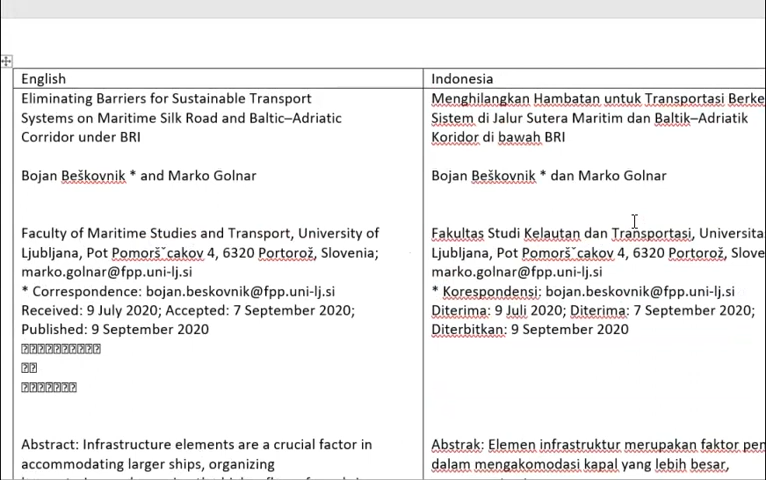 English
Eliminating Barriers for Sustainable Transport
Systems on Maritime Silk Road and Baltic–Adriatic
Corridor under BRI
Bojan Beškovnik * and Marko Golnar
Faculty of Maritime Studies and Transport, University of
Ljubljana, Pot Pomoršˇcakov 4, 6320 Portorož, Slovenia;
marko.golnar@fpp.uni-lj.si
* Correspondence: bojan.beskovnik@fpp.uni-lj.si
Received: 9 July 2020; Accepted: 7 September 2020;
Published: 9 September 2020
Abstract: Infrastructure elements are a crucial factor in
accommodating larger ships, organizing
Indonesia
Menghilangkan Hambatan untuk Transportasi Berke
Sistem di Jalur Sutera Maritim dan Baltik–Adriatik
Koridor di bawah BRI
Bojan Beškovnik * dan Marko Golnar
Fakultas Studi Kelautan dan Transportasi, Universita
Ljubljana, Pot Pomoršˇcakov 4, 6320 Portorož, Slove
marko.golnar@fpp.uni-lj.si
* Korespondensi: bojan.beskovnik@fpp.uni-lj.si
Diterima: 9 Juli 2020; Diterima: 7 September 2020;
Diterbitkan: 9 September 2020
Abstrak: Elemen infrastruktur merupakan faktor pen
dalam mengakomodasi kapal yang lebih besar,